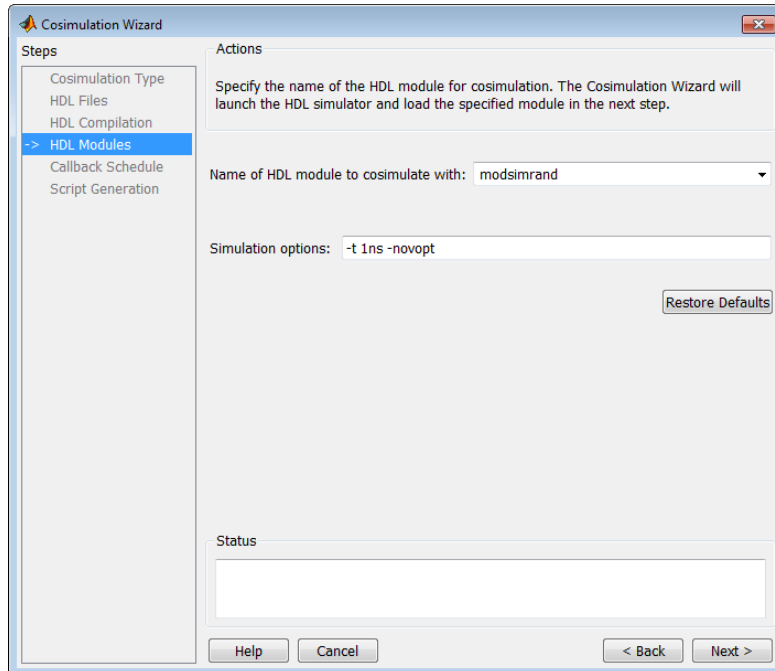 Cosimulation Wizard
Steps
Cosimulation Type
HDL Files
HDL Compilation
-> HDL Modules
Callback Schedule
Script Generation
Actions
Specify the name of the HDL module for cosimulation. The Cosimulation Wizard will
launch the HDL simulator and load the specified module in the next step.
Name of HDL module to cosimulate with: modsimrand
Simulation options: -t 1ns -novopt
Restore Defaults
Status
Help Cancel < Back Next >